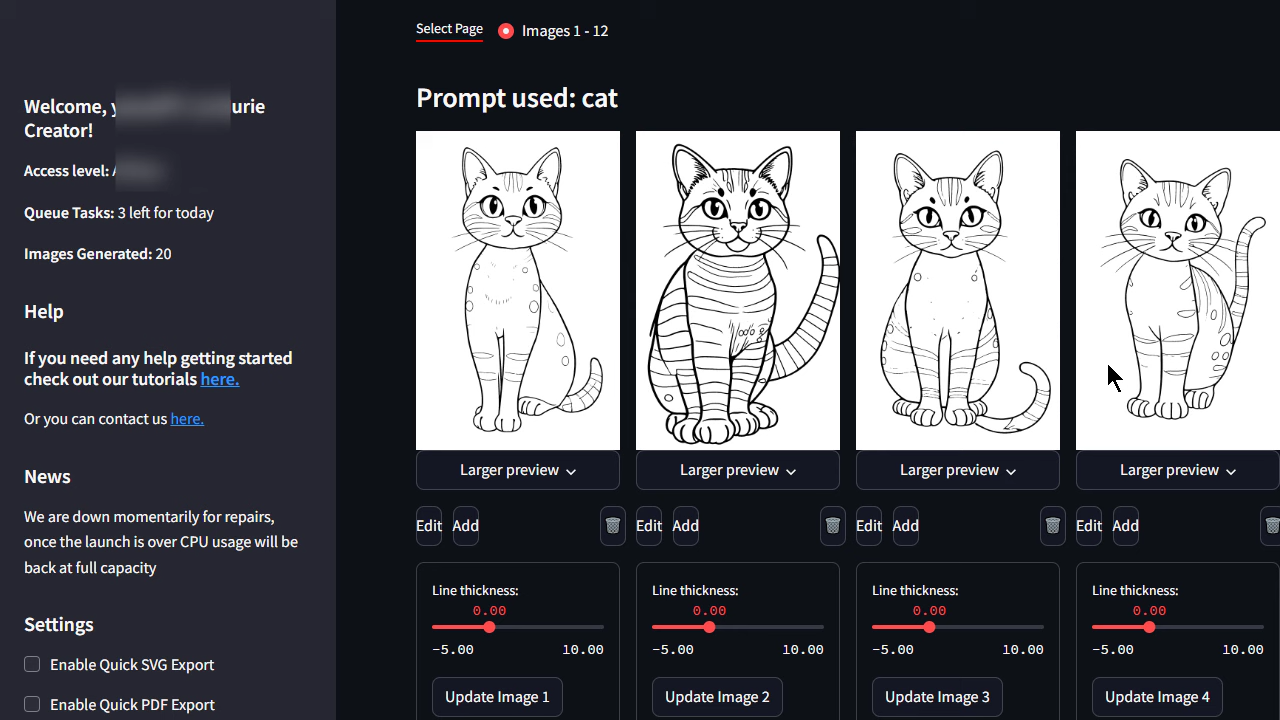 Welcome, urie
Creator!
Access level:
Queue Tasks: 3 left for today
Images Generated: 20
Help
If you need any help getting started
check out our tutorials here.
Or you can contact us here.
News
We are down momentarily for repairs,
once the launch is over CPU usage will be
back at full capacity
Settings
Enable Quick SVG Export
Enable Quick PDF Export
Select Page Images 1 - 12
Prompt used: cat
Larger preview Larger preview Larger preview Larger preview
Edit Add Edit Add Edit Add Edit Add
Line thickness: Line thickness: Line thickness: Line thickness:
0.00 0.00 0.00 0.00
-5.00 10.00 -5.00 10.00 -5.00 10.00 -5.00 10.00
Update Image 1 Update Image 2 Update Image 3 Update Image 4